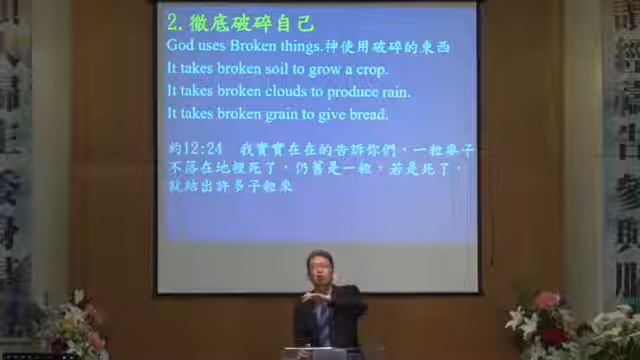 2. 徹底破碎自己
God uses Broken things.神使用破碎的東西
It takes broken soil to grow a crop.
It takes broken clouds to produce rain.
It takes broken grain to give bread.
約12:24 我實實在在的告訴你們，一粒麥子
不落在地裡死了，仍舊是一粒，若是死了，
就結出許多子粒來